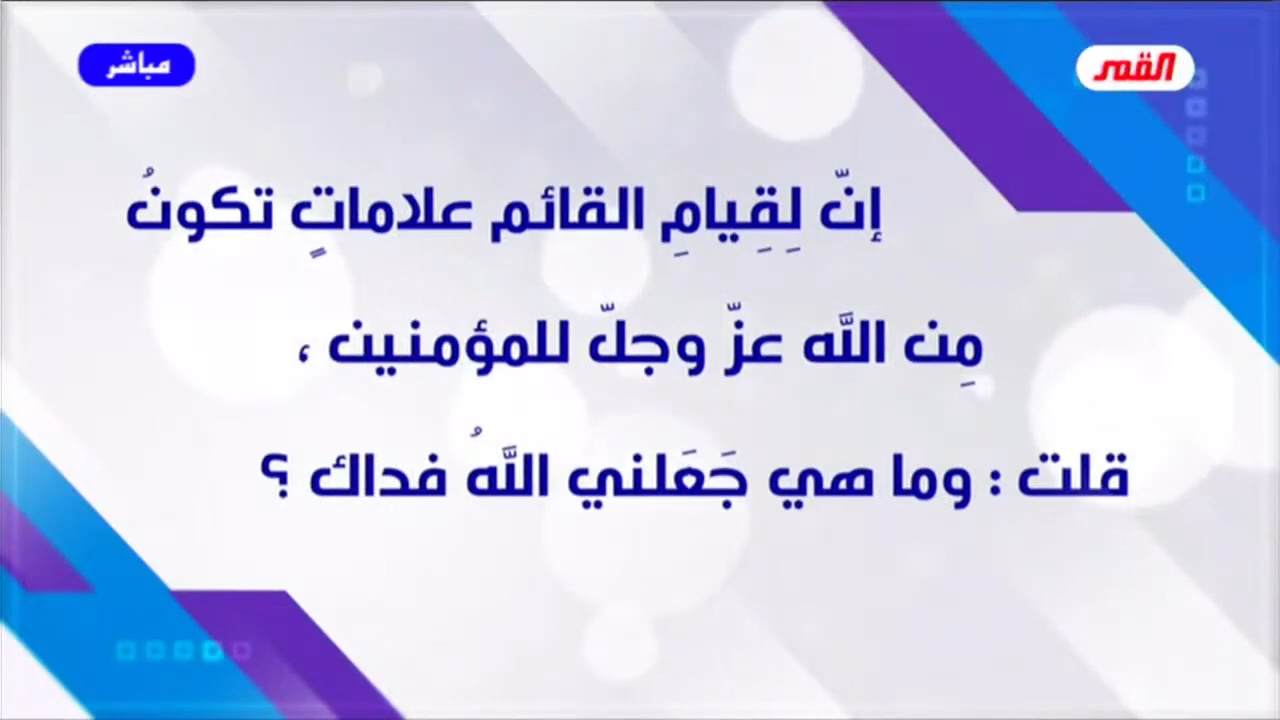 القمر
مباشر
إنّ لِقِيامِ القائم علاماتٍ تكونُ
مِن اللَّه عزّ وجلّ للمؤمنين ،
قلت : وما هي جَعَلني اللَّهُ فداك ؟